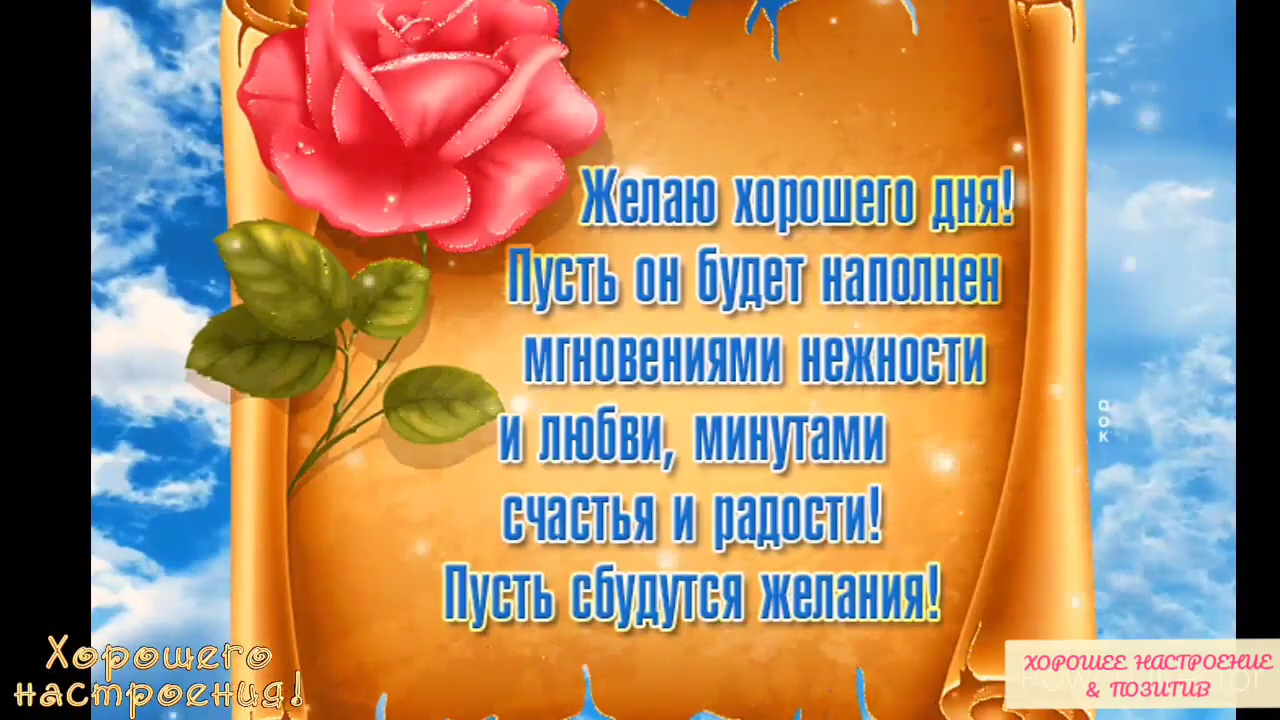 Желаю хорошего дня!
Пусть он будет наполнен
мгновениями нежности
и любви, минутами
счастья и радости!
Пусть сбудутся желания!
Хорошего
настроения!
ХОРОШЕЕ НАСТРОЕНИЕ
& ПОЗИТИВ